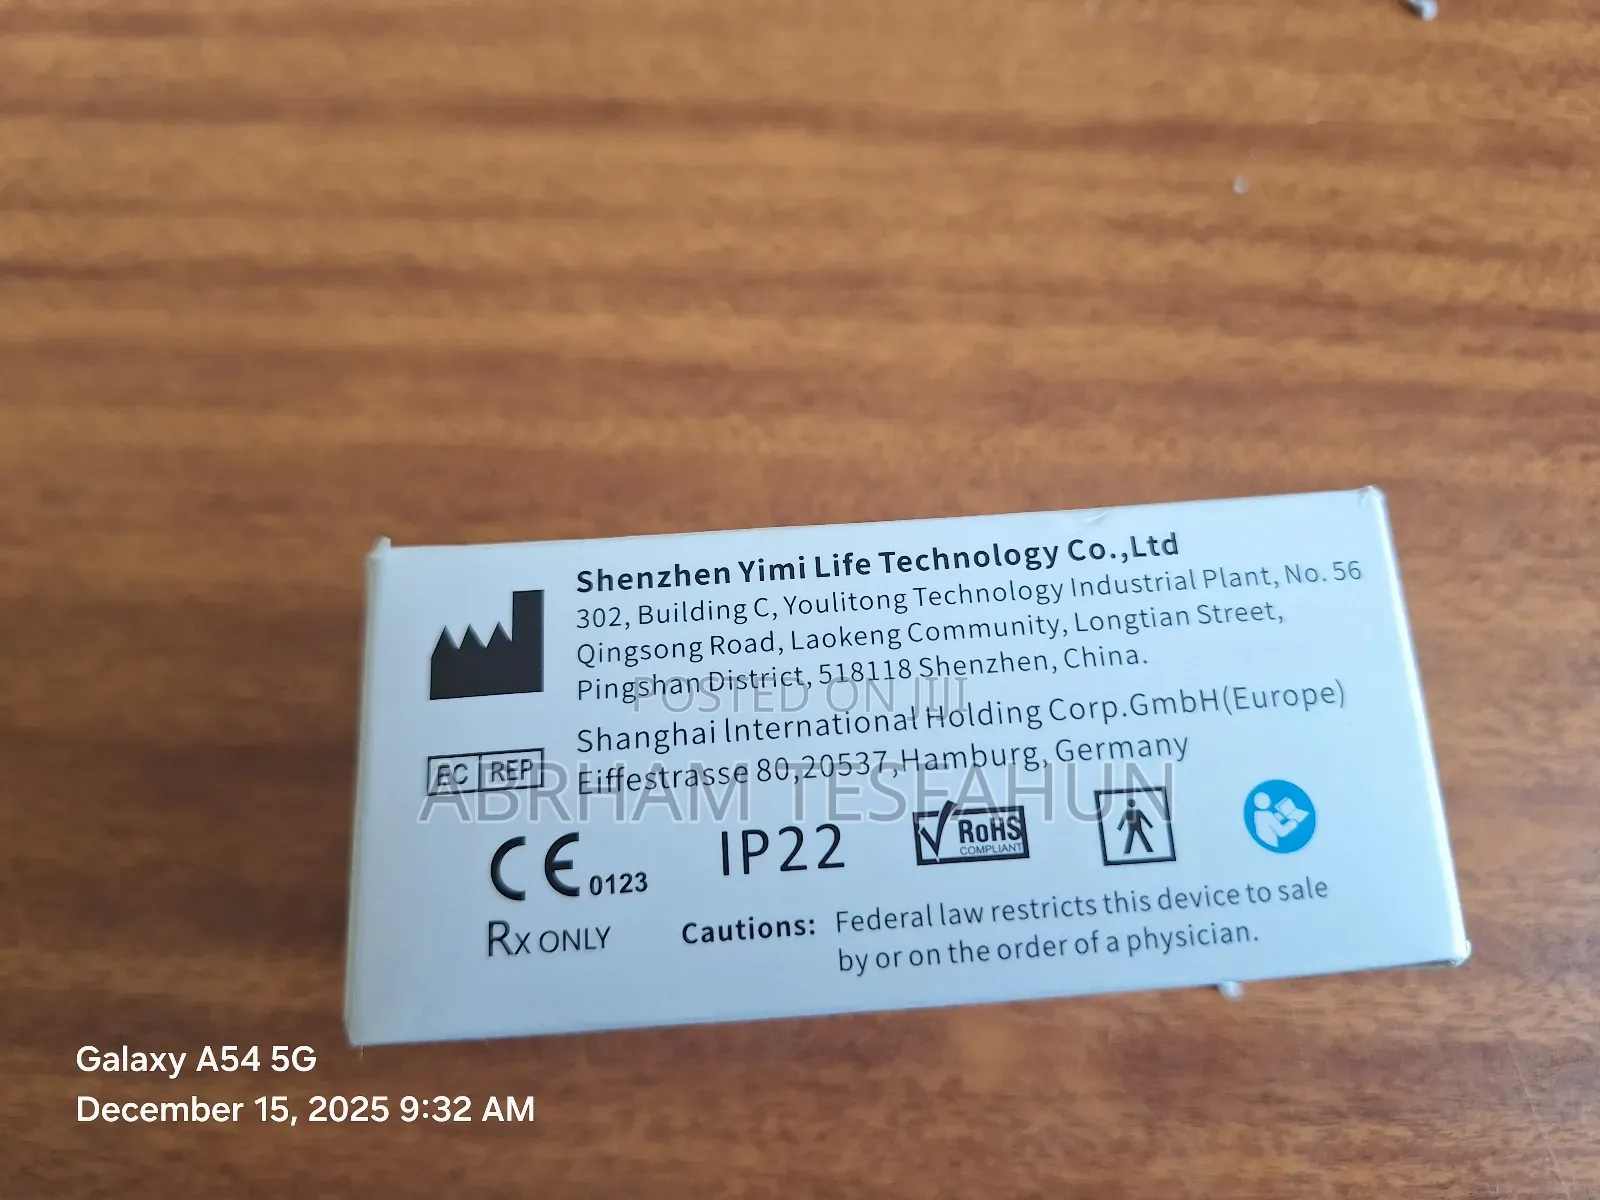 Shenzhen Yimi Life Technology Co.,Ltd
302, Building C, Youlitong Technology Industrial Plant, No. 56
Qingsong Road, Laokeng Community, Longtian Street,
Pingshan District, 518118 Shenzhen, China.
POSTED ON JIJI
Shanghai lnternational Holding Corp.GmbH(Europe)
EC REP
Eiffestrasse 80,20537,Hamburg, Germany
ABRHAM TESFAHUN
CE 0123
IP22
RoHS
COMPLIANT
Rx ONLY
Cautions: Federal law restricts this device to sale
by or on the order of a physician.
Galaxy A54 5G
December 15, 2025 9:32 AM